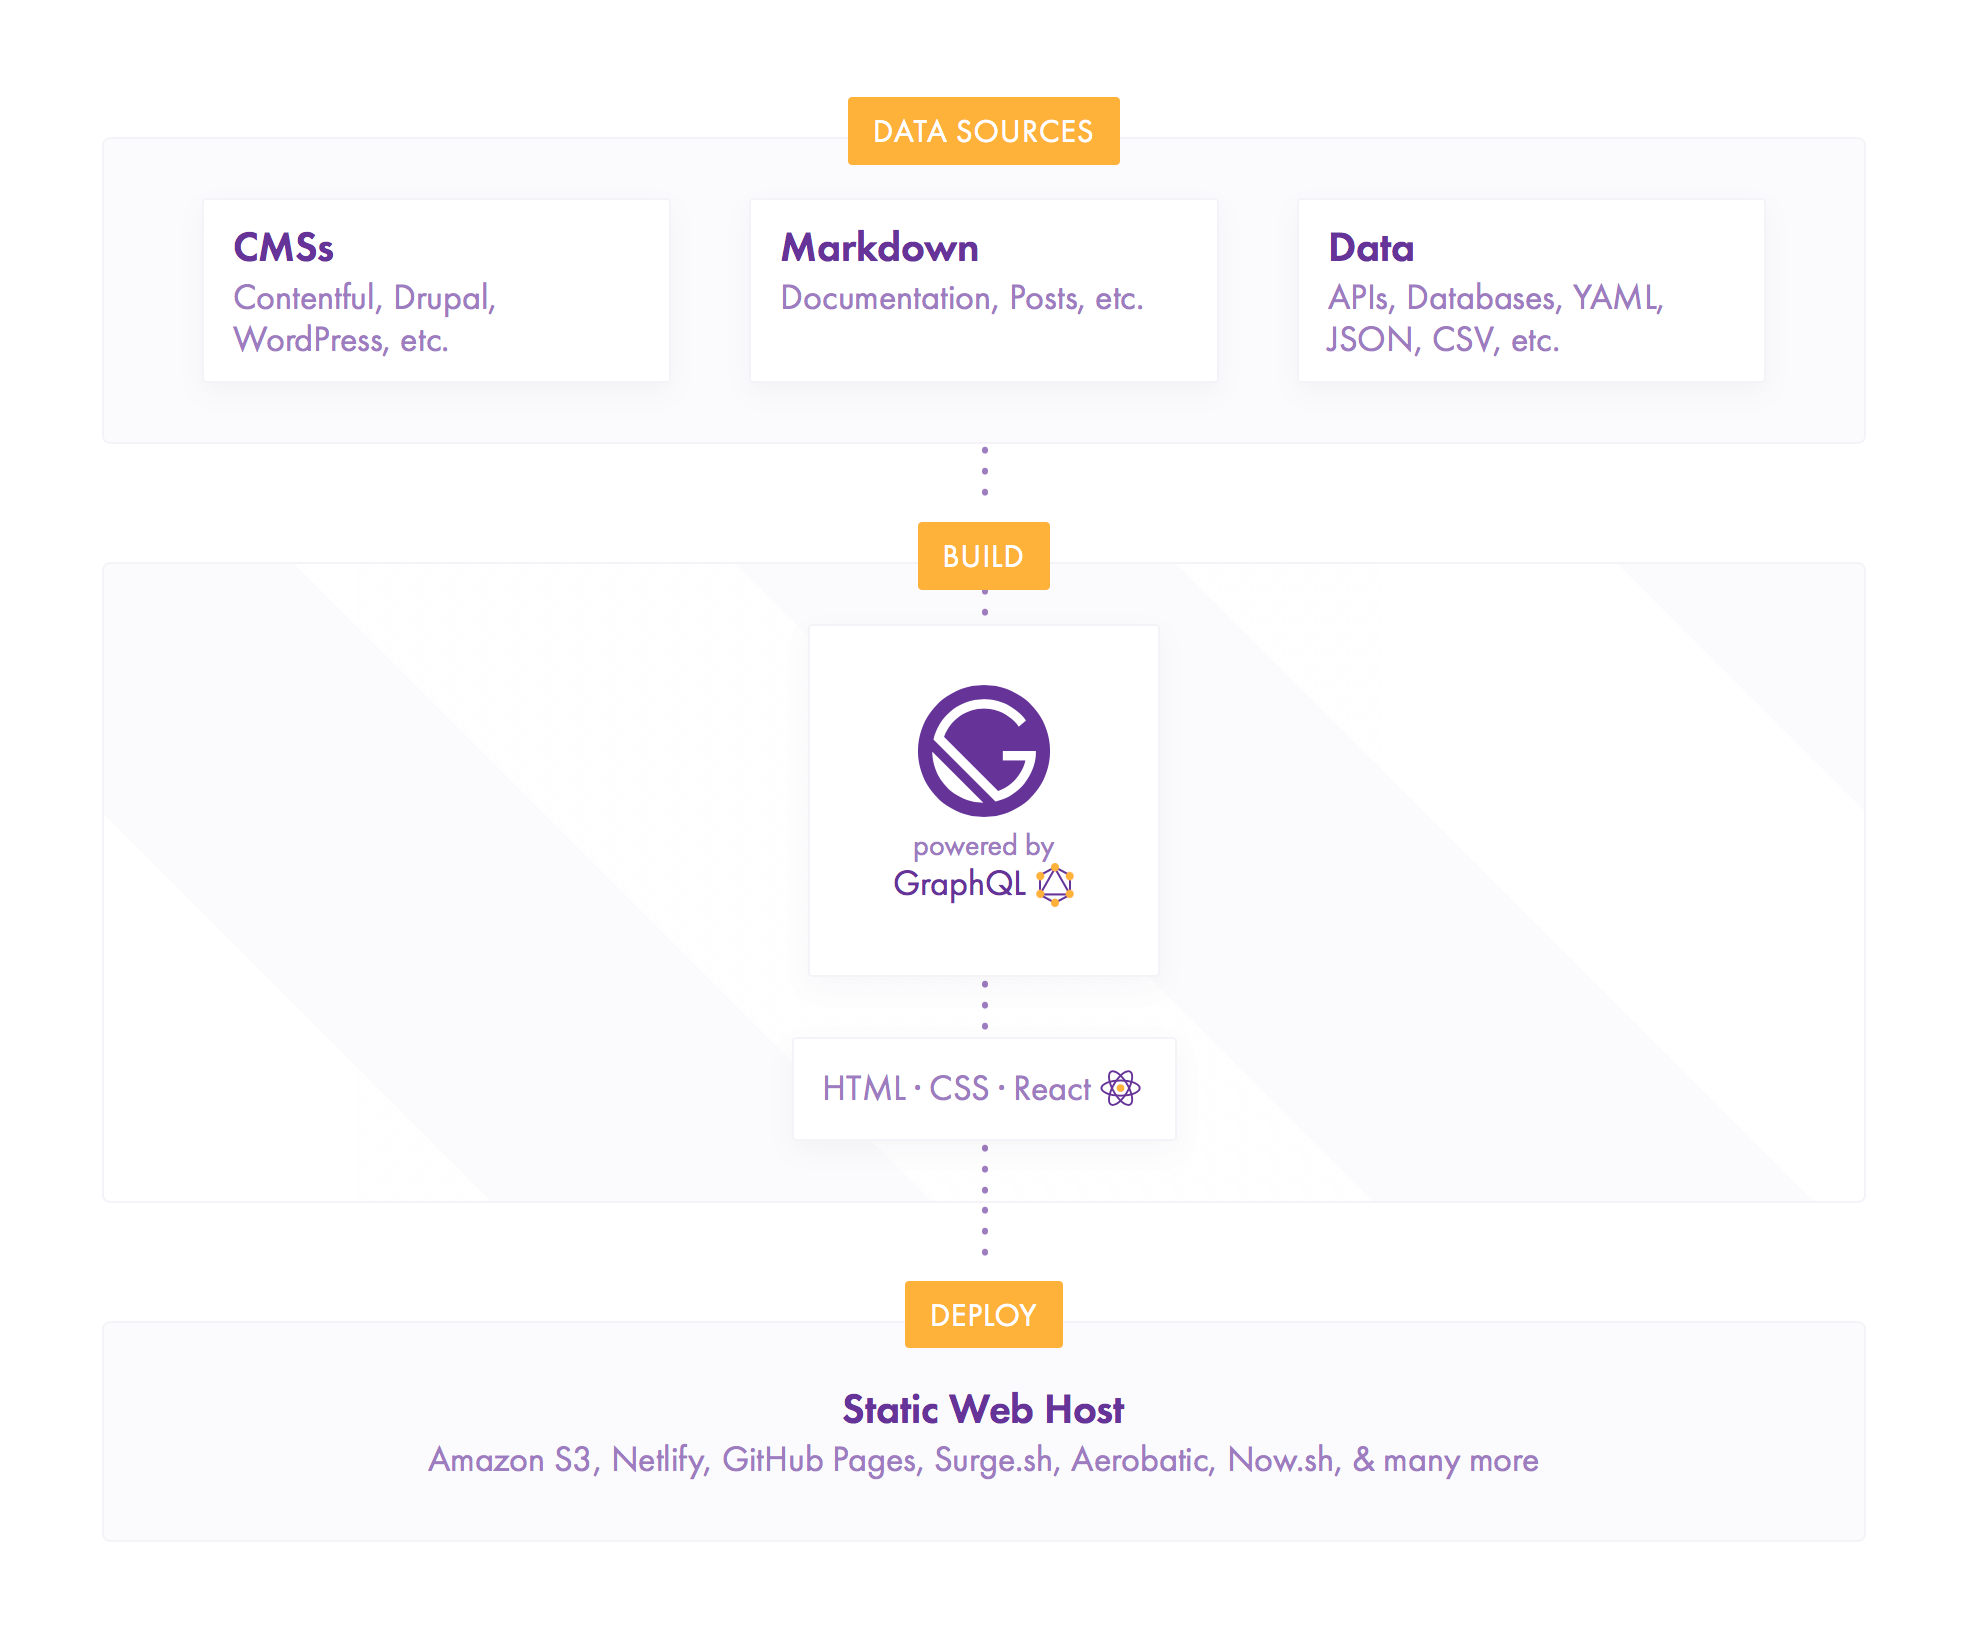 DATA SOURCES
CMSs
Contentful, Drupal,
WordPress, etc.
Markdown
Documentation, Posts, etc.
Data
APIs, Databases, YAML,
JSON, CSV, etc.
BUILD
powered by
GraphQL
HTML · CSS · React
DEPLOY
Static Web Host
Amazon S3, Netlify, GitHub Pages, Surge.sh, Aerobatic, Now.sh, & many more